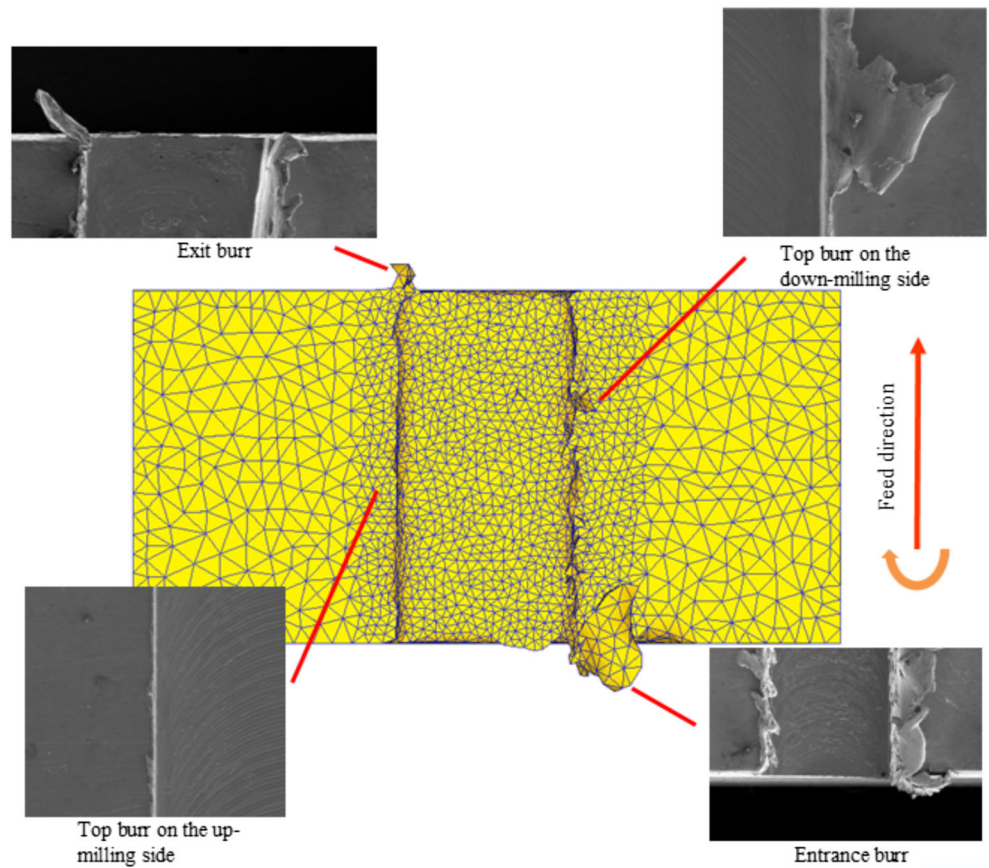 Exit burr
Top burr on the
down-milling side
Feed direction
Top burr on the up-
milling side
Entrance burr